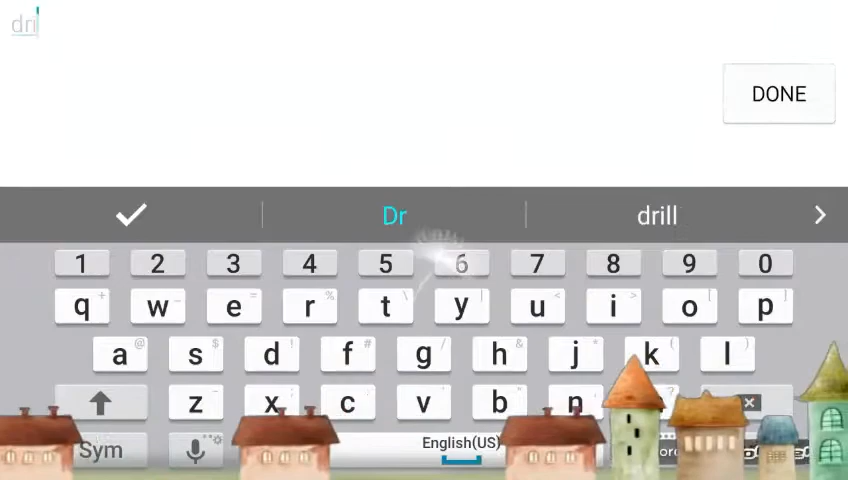 dri
DONE
Dr drill
1 2 3 4 5 6 7 8 9 0
q + w _ e = r % t \ y | u < i > o [ p ]
a @ s $ d ! f # g / h & j * k ( l )
z - x : c ' v b " n ?
Sym English(US)